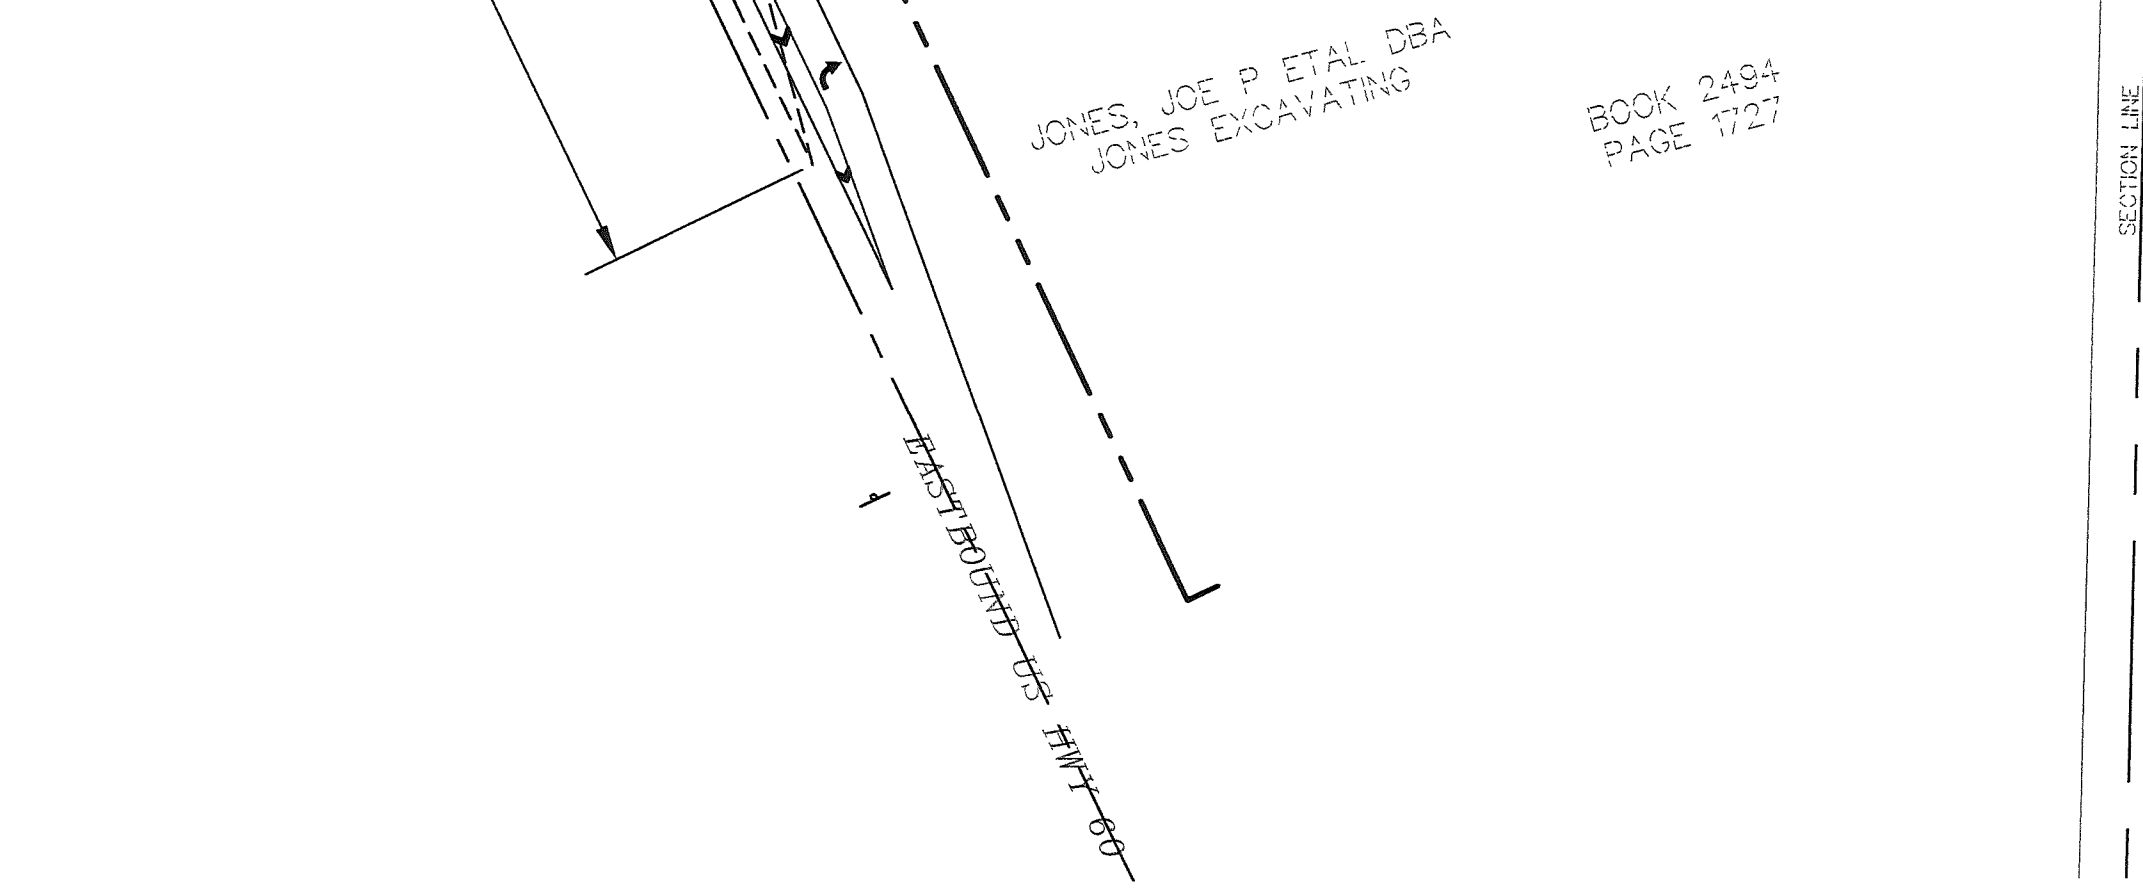 JONES, JOE P ETAL DBA
JONES EXCAVATING
BOOK 2494
PAGE 1727
SECTION LINE
EASTBOUND US HWY 60